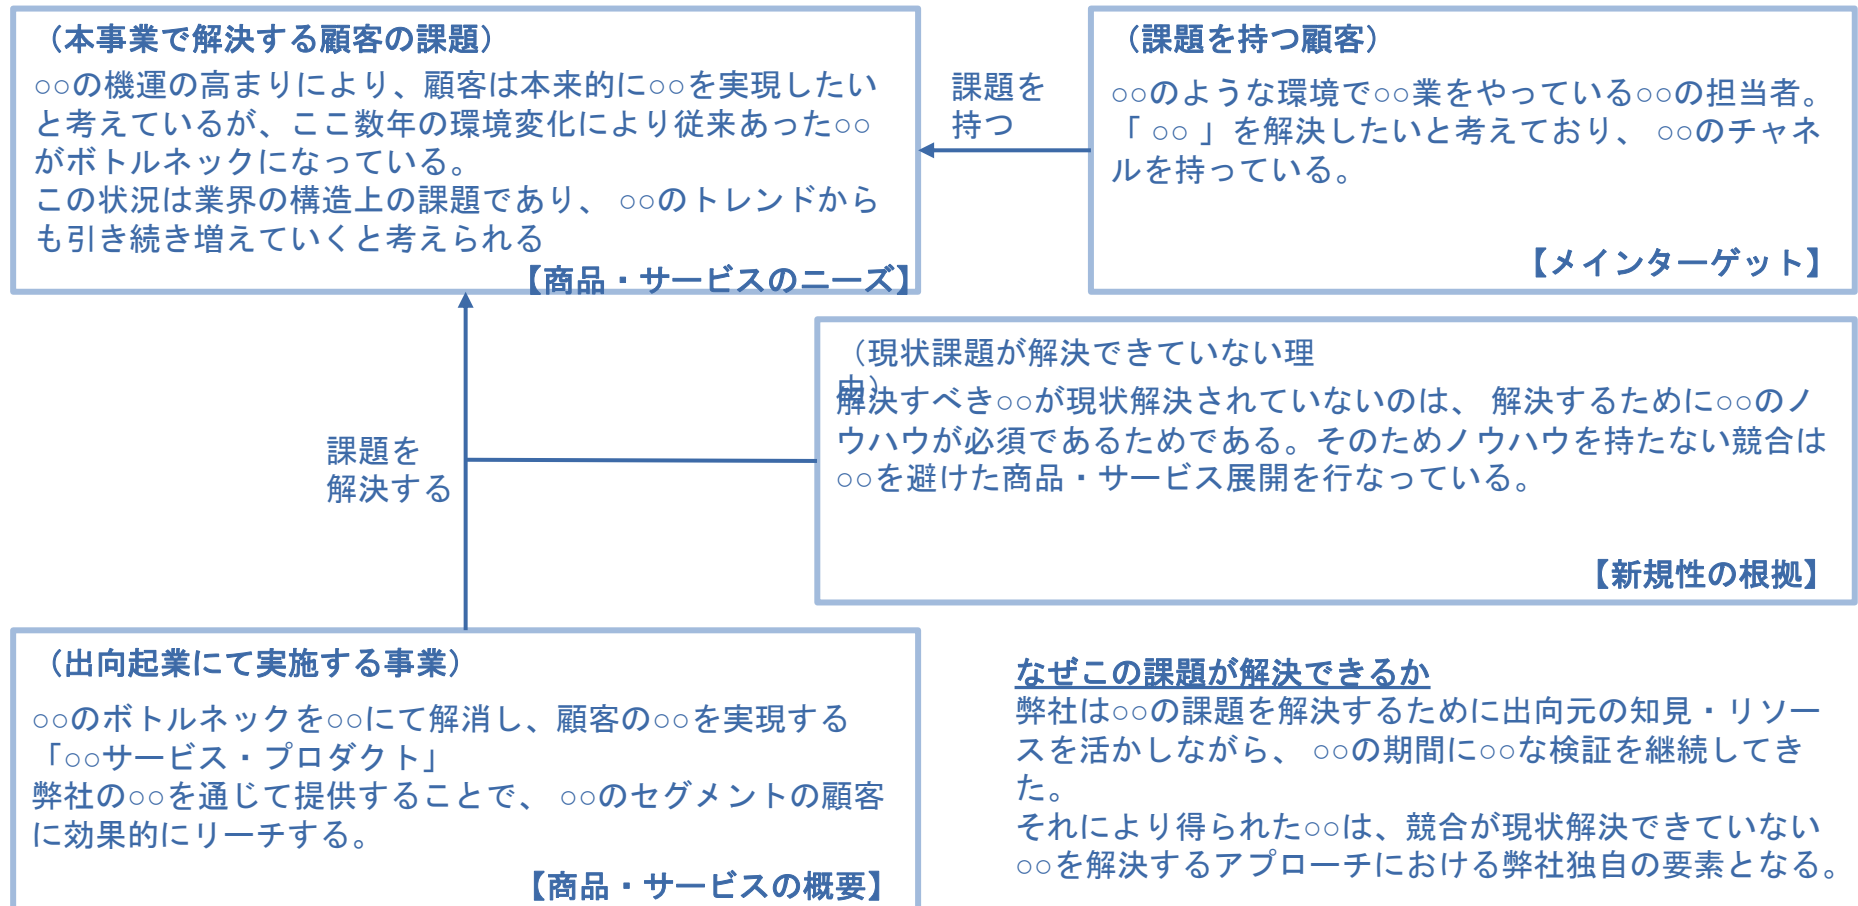 （本事業で解決する顧客の課題）
○○の機運の高まりにより、顧客は本来的に○○を実現したい
と考えているが、ここ数年の環境変化により従来あった○○
がボトルネックになっている。
この状況は業界の構造上の課題であり、 ○○のトレンドから
も引き続き増えていくと考えられる
【商品・サービスのニーズ】
課題を
持つ
（課題を持つ顧客）
○○のような環境で○○業をやっている○○の担当者。
「 ○○ 」を解決したいと考えており、 ○○のチャネ
ルを持っている。
【メインターゲット】
（現状課題が解決できていない理
由）
解決すべき○○が現状解決されていないのは、 解決するために○○のノ
ウハウが必須であるためである。そのためノウハウを持たない競合は
○○を避けた商品・サービス展開を行なっている。
【新規性の根拠】
課題を
解決する
（出向起業にて実施する事業）
○○のボトルネックを○○にて解消し、顧客の○○を実現する
「○○サービス・プロダクト」
弊社の○○を通じて提供することで、 ○○のセグメントの顧客
に効果的にリーチする。
【商品・サービスの概要】
なぜこの課題が解決できるか
弊社は○○の課題を解決するために出向元の知見・リソー
スを活かしながら、 ○○の期間に○○な検証を継続してき
た。
それにより得られた○○は、競合が現状解決できていない
○○を解決するアプローチにおける弊社独自の要素となる。